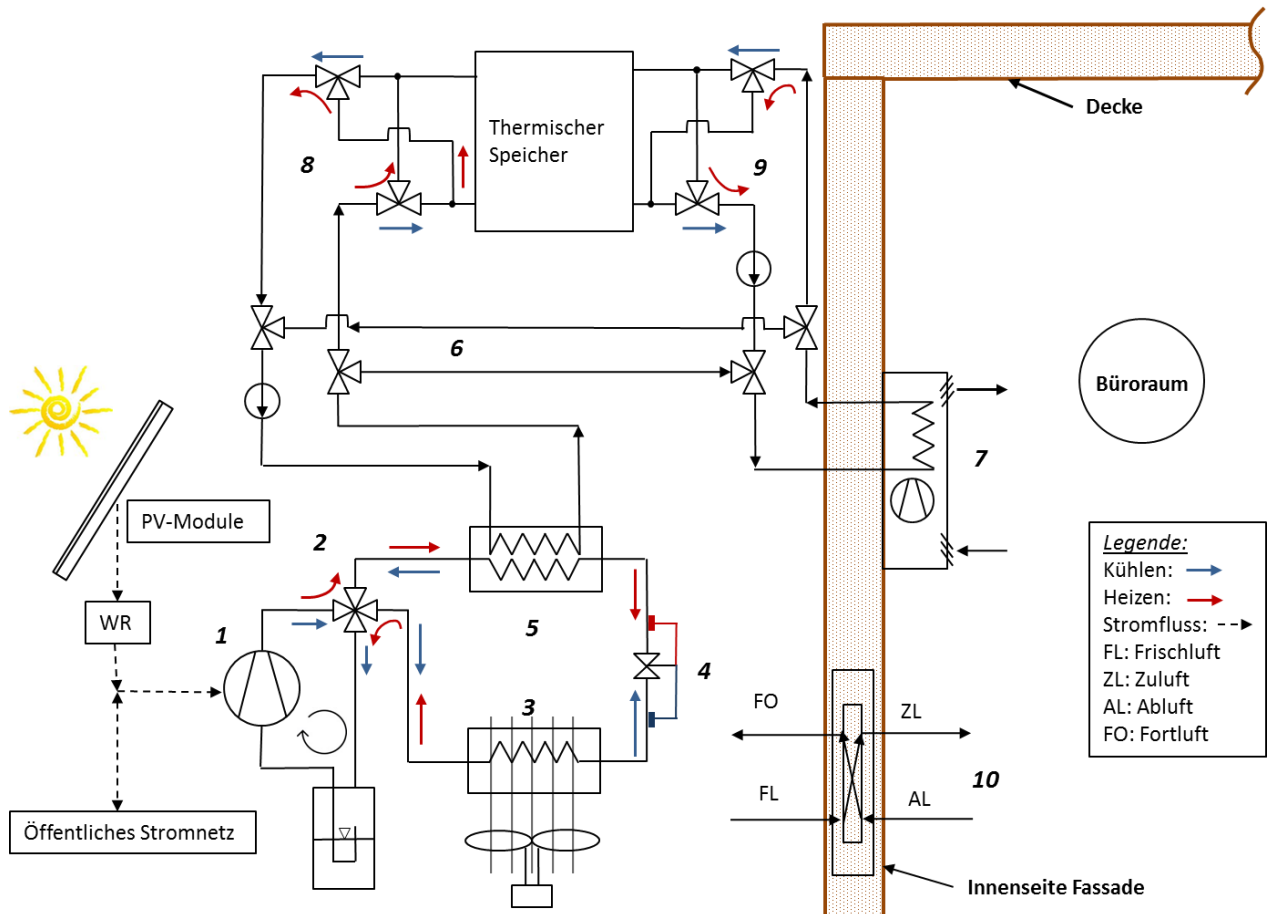 Thermischer
Speicher
Decke
8
9
6
Büroraum
7
PV-Module
2
Legende:
Kühlen:
Heizen:
Stromfluss:
FL: Frischluft
ZL: Zuluft
AL: Abluft
FO: Fortluft
WR
1
5
4
3
FO
ZL
10
FL
AL
Öffentliches Stromnetz
Innenseite Fassade